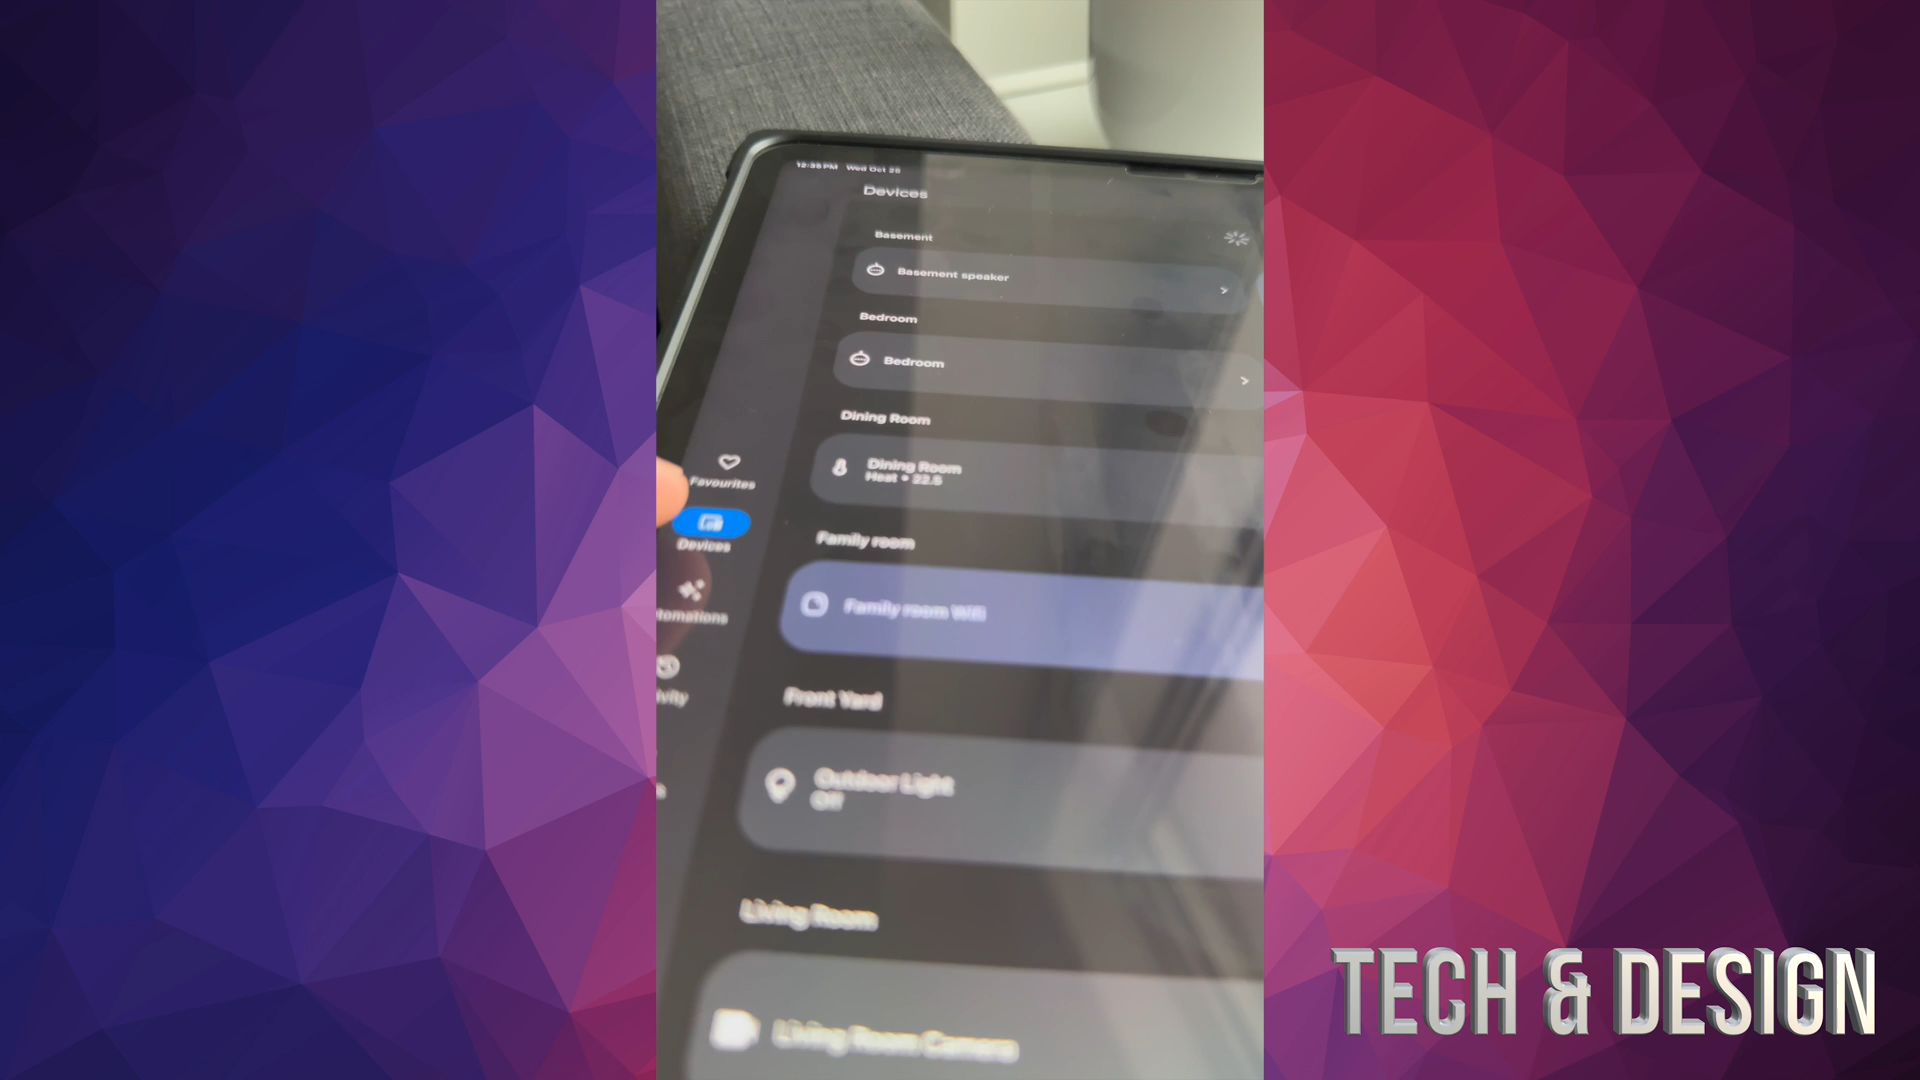 12:35 PM Wed Oct 25
Devices
Basement
Basement speaker
Bedroom
Bedroom
Dining Room
Dining Room
Heat • 22.5
Favourites
Devices
Family room
tomations
Family room Wifi
ivity
Front Yard
Outdoor Light
Off
s
Living Room
Living Room Camera
TECH & DESIGN